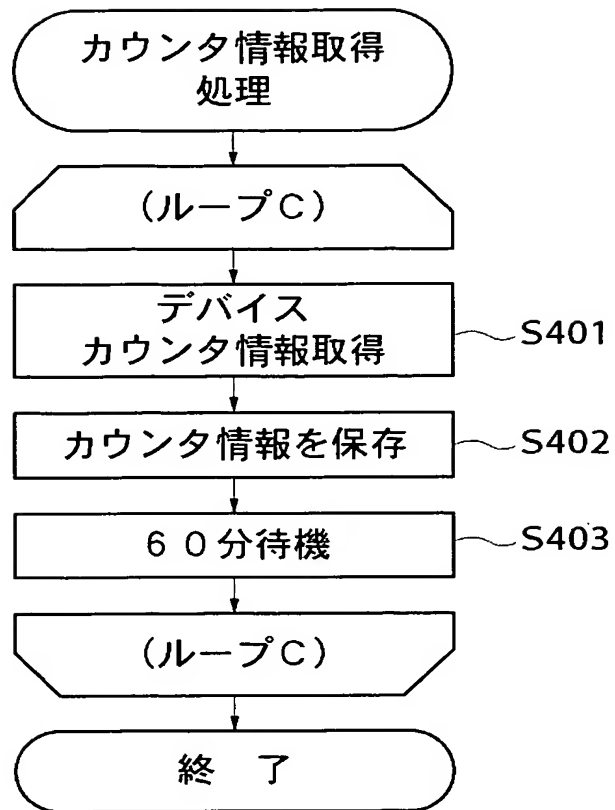 カウンタ情報取得
処理
(ループC)
デバイス
カウンタ情報取得
S401
カウンタ情報を保存
S402
60分待機
S403
(ループC)
終 了